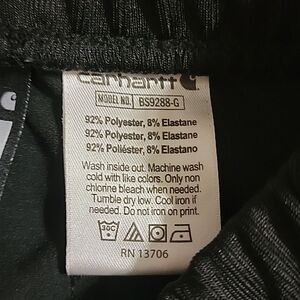 carhartt
MODEL NO. BS9288-G
92% Polyester, 8% Elastane
92% Polyester, 8% Elastane
92% Poliéster, 8% Elastano
Wash inside out. Machine wash
cold with like colors. Only non
chlorine bleach when needed.
Tumble dry low. Cool iron if
needed. Do not iron on print.
30C
RN 13706